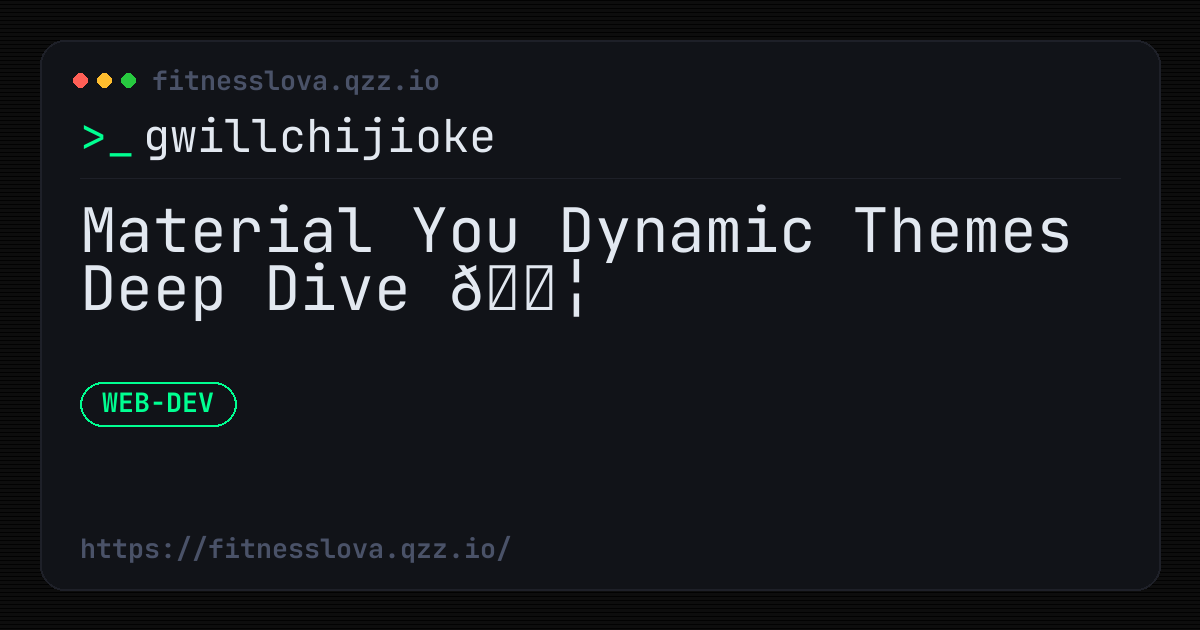 fitnesslova.qzz.io
>_ gwillchijioke
Material You Dynamic Themes
Deep Dive ð¦
WEB-DEV
https://fitnesslova.qzz.io/